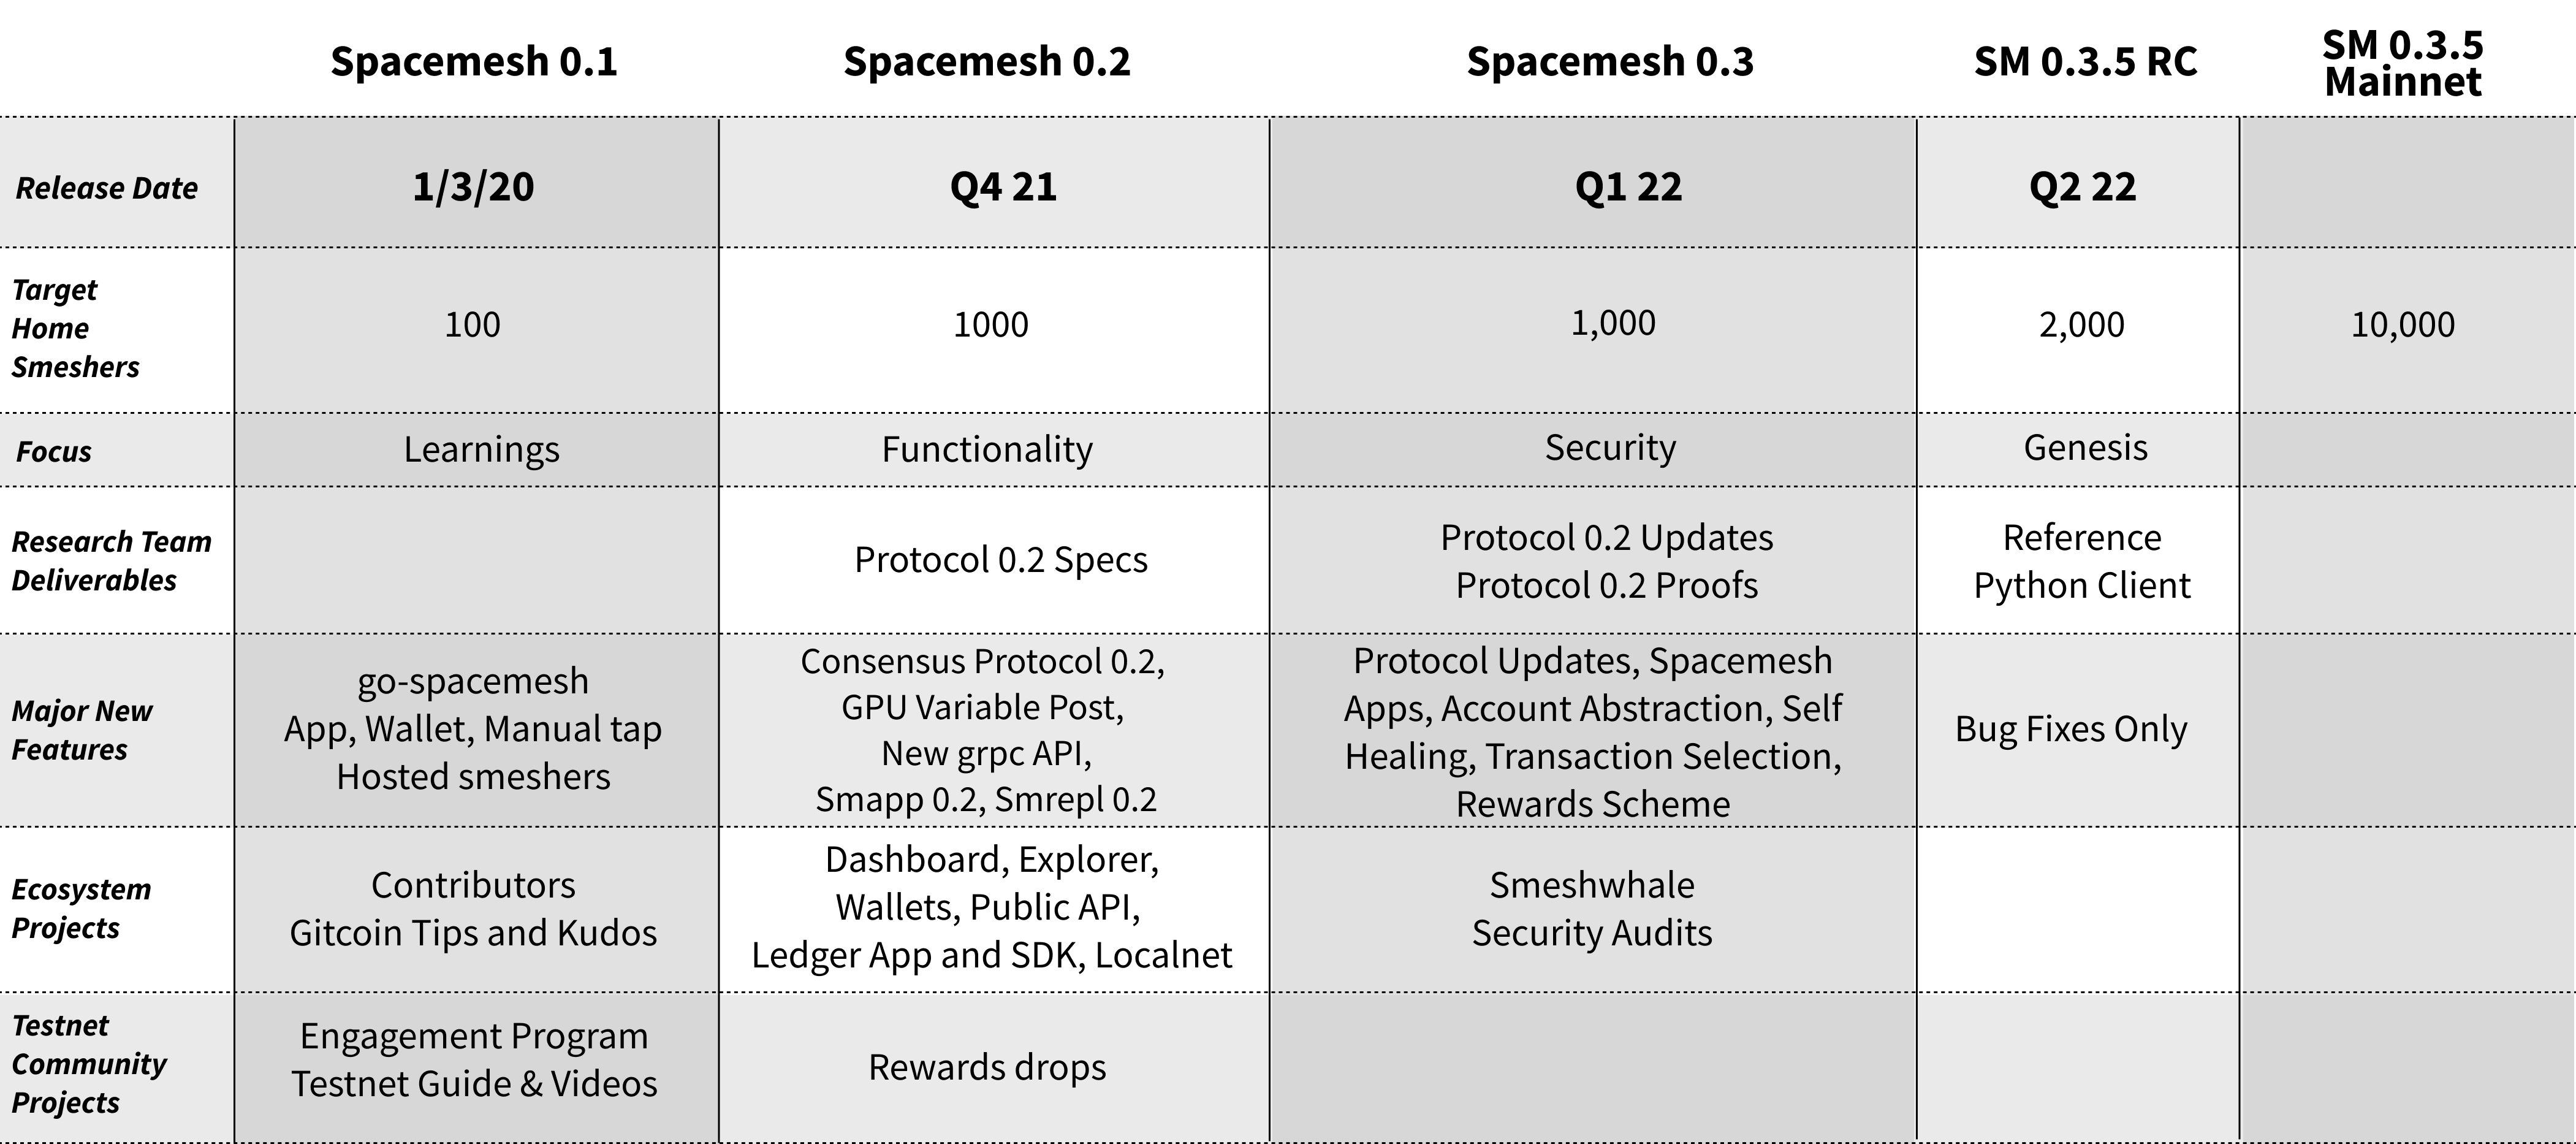 Spacemesh 0.1
Spacemesh 0.2
Spacemesh 0.3
SM 0.3.5 RC
SM 0.3.5
Mainnet
Release Date
1/3/20
Q4 21
Q1 22
Q2 22
Target
Home
Smeshers
100
1000
1,000
2,000
10,000
Focus
Learnings
Functionality
Security
Genesis
Research Team
Deliverables
Protocol 0.2 Specs
Protocol 0.2 Updates
Protocol 0.2 Proofs
Reference
Python Client
Major New
Features
go-spacemesh
App, Wallet, Manual tap
Hosted smeshers
Consensus Protocol 0.2,
GPU Variable Post,
New grpc API,
Smapp 0.2, Smrepl 0.2
Protocol Updates, Spacemesh
Apps, Account Abstraction, Self
Healing, Transaction Selection,
Rewards Scheme
Bug Fixes Only
Ecosystem
Projects
Contributors
Gitcoin Tips and Kudos
Dashboard, Explorer,
Wallets, Public API,
Ledger App and SDK, Localnet
Smeshwhale
Security Audits
Testnet
Community
Projects
Engagement Program
Testnet Guide & Videos
Rewards drops